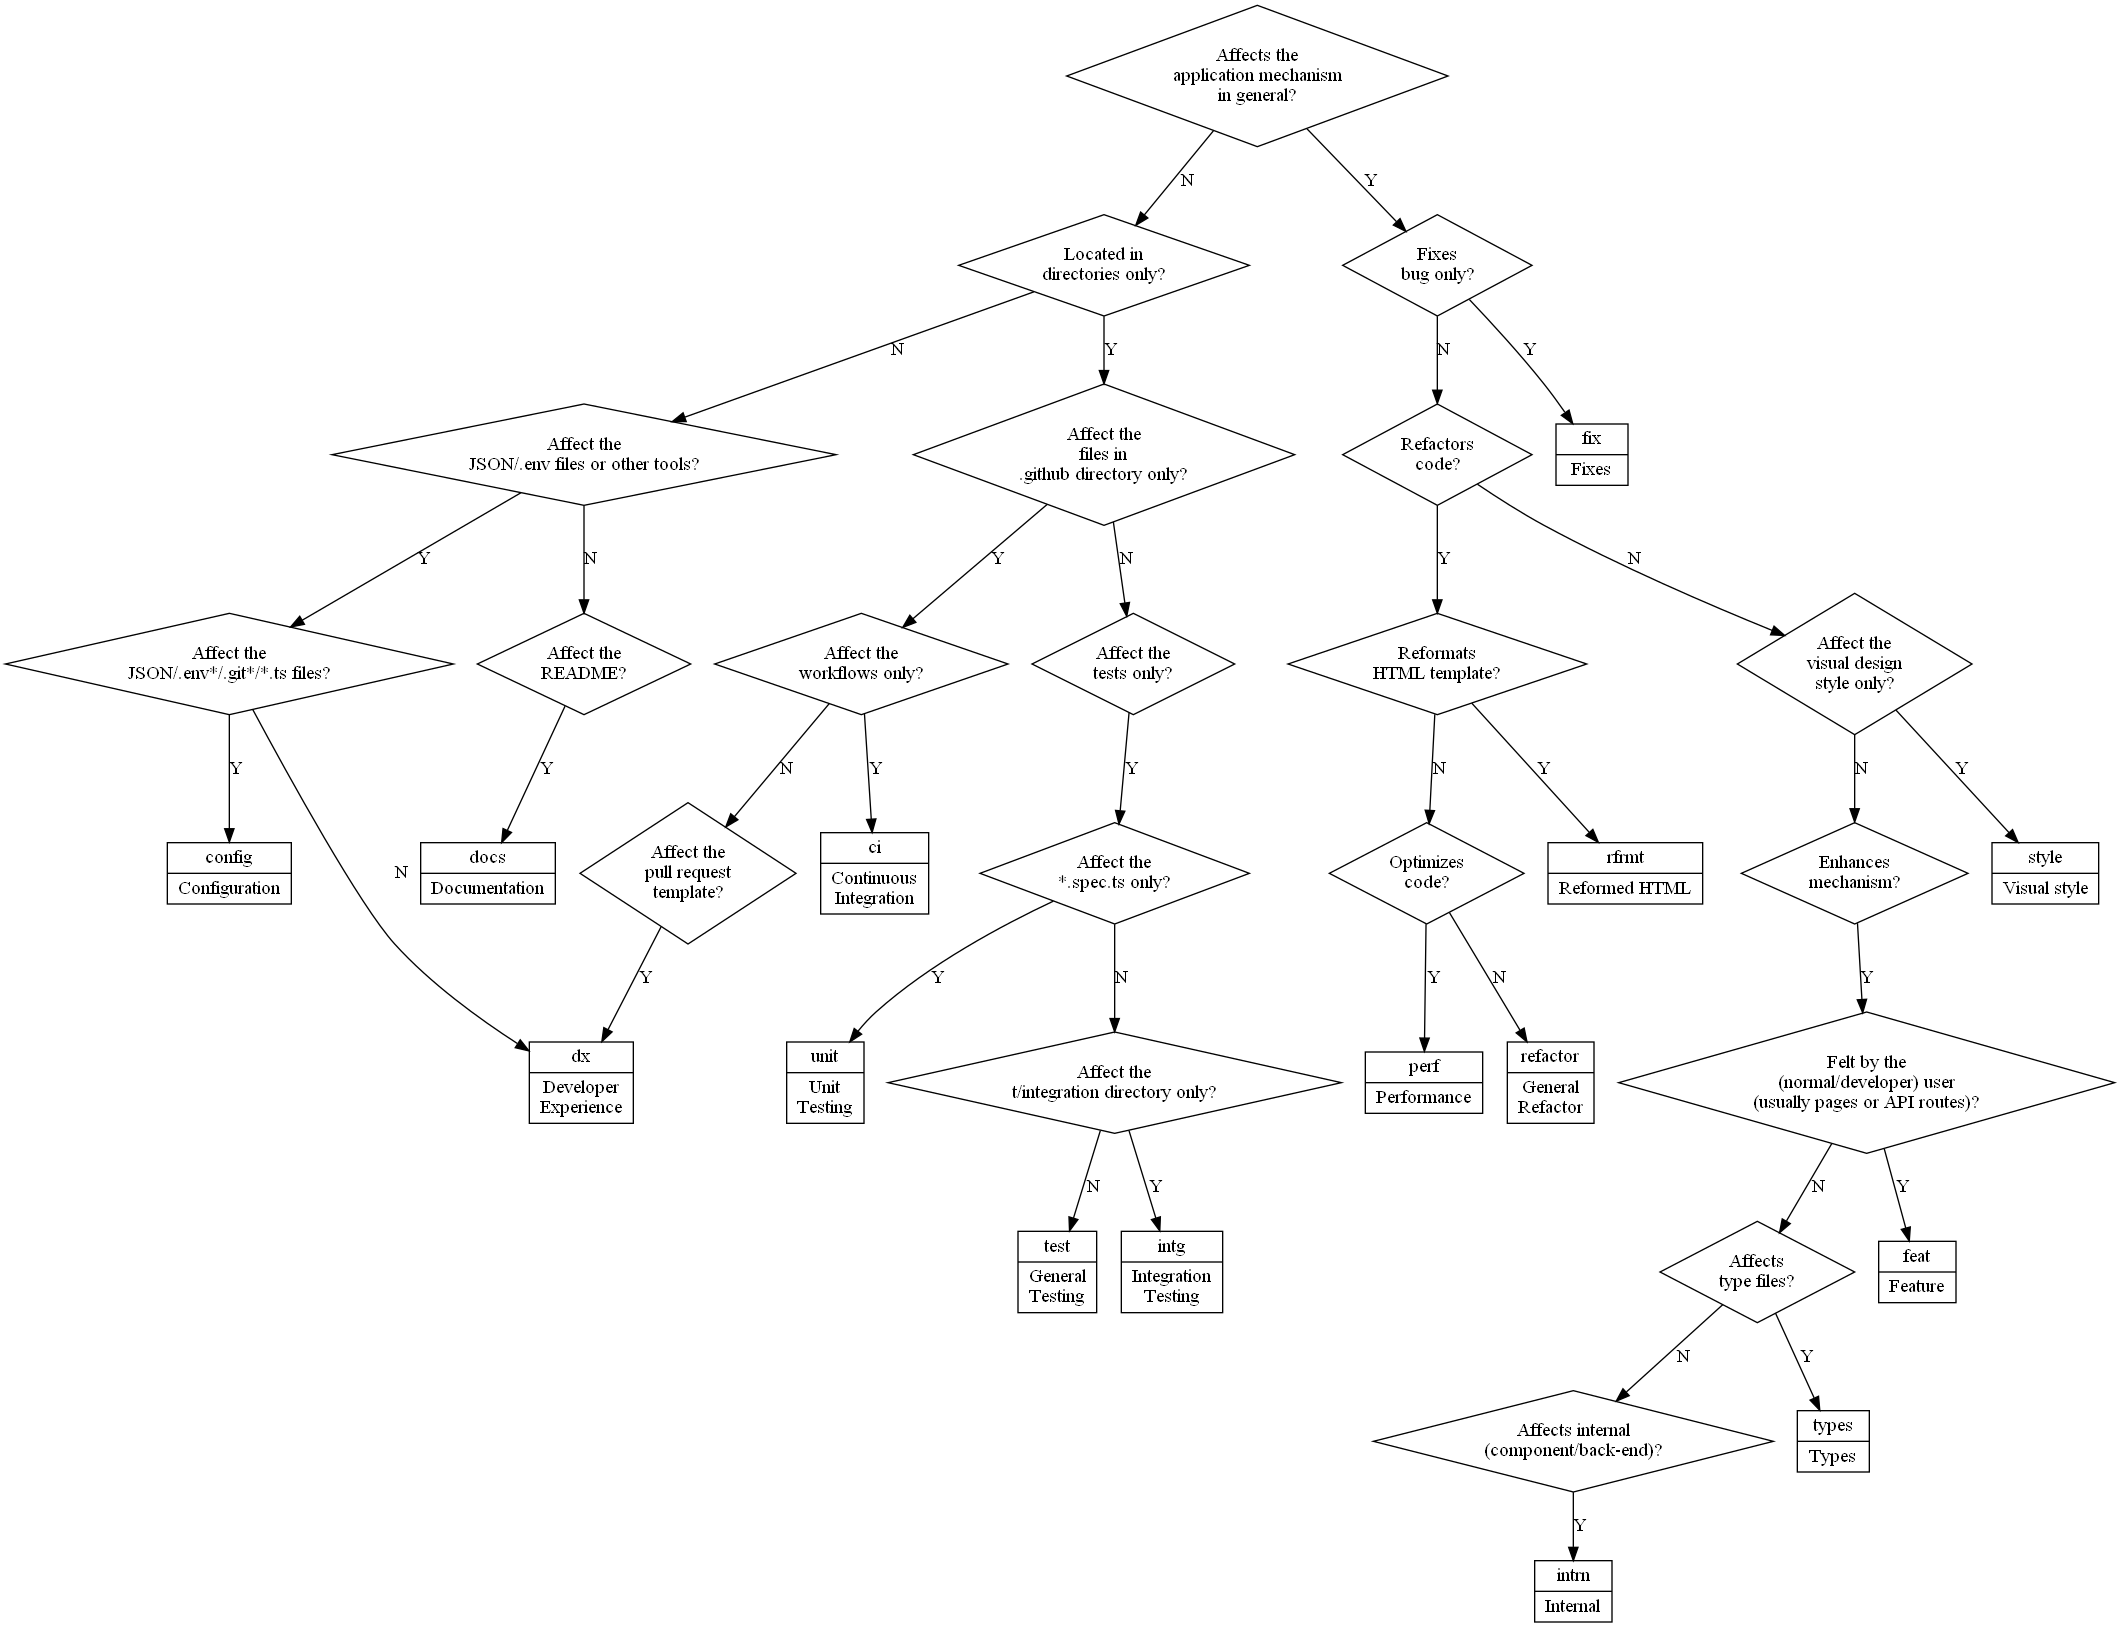 Affects the
application mechanism
in general?
N
Y
Located in
directories only?
Fixes
bug only?
N
Y
N
Y
Affect the
JSON/.env files or other tools?
Affect the
files in
.github directory only?
Refactors
code?
fix
Fixes
Y
N
Y
N
Y
N
Affect the
JSON/.env*/.git*/*.ts files?
Affect the
README?
Affect the
workflows only?
Affect the
tests only?
Reformats
HTML template?
Affect the
visual design
style only?
Y
Y
N
Y
Y
N
Y
N
Y
config
Configuration
N
docs
Documentation
Affect the
pull request
template?
ci
Continuous
Integration
Affect the
*.spec.ts only?
Optimizes
code?
rfrmt
Reformed HTML
Enhances
mechanism?
style
Visual style
Y
Y
N
Y
N
Y
dx
Developer
Experience
unit
Unit
Testing
Affect the
t/integration directory only?
perf
Performance
refactor
General
Refactor
Felt by the
(normal/developer) user
(usually pages or API routes)?
N
Y
N
Y
test
General
Testing
intg
Integration
Testing
Affects
type files?
feat
Feature
N
Y
Affects internal
(component/back-end)?
types
Types
Y
intrn
Internal